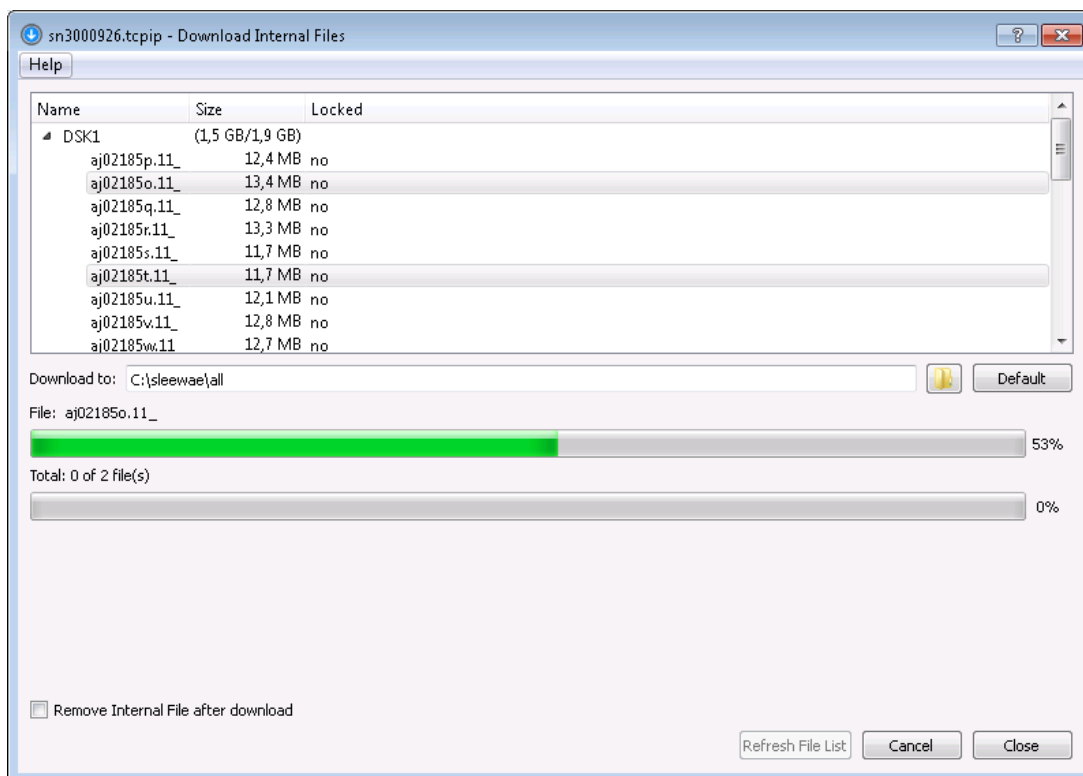 sn3000926.tcpip - Download Internal Files
Help
Name Size Locked
DSK1 (1,5 GB/1,9 GB)
aj02185p.11_ 12,4 MB no
aj02185o.11_ 13,4 MB no
aj02185q.11_ 12,8 MB no
aj02185r.11_ 13,3 MB no
aj02185s.11_ 11,7 MB no
aj02185t.11_ 11,7 MB no
aj02185u.11_ 12,1 MB no
aj02185v.11_ 12,8 MB no
aj02185w.11 12,7 MB no
Download to: C:\sleewae\all Default
File: aj02185o.11_
53%
Total: 0 of 2 file(s)
0%
Remove Internal File after download
Refresh File List Cancel Close